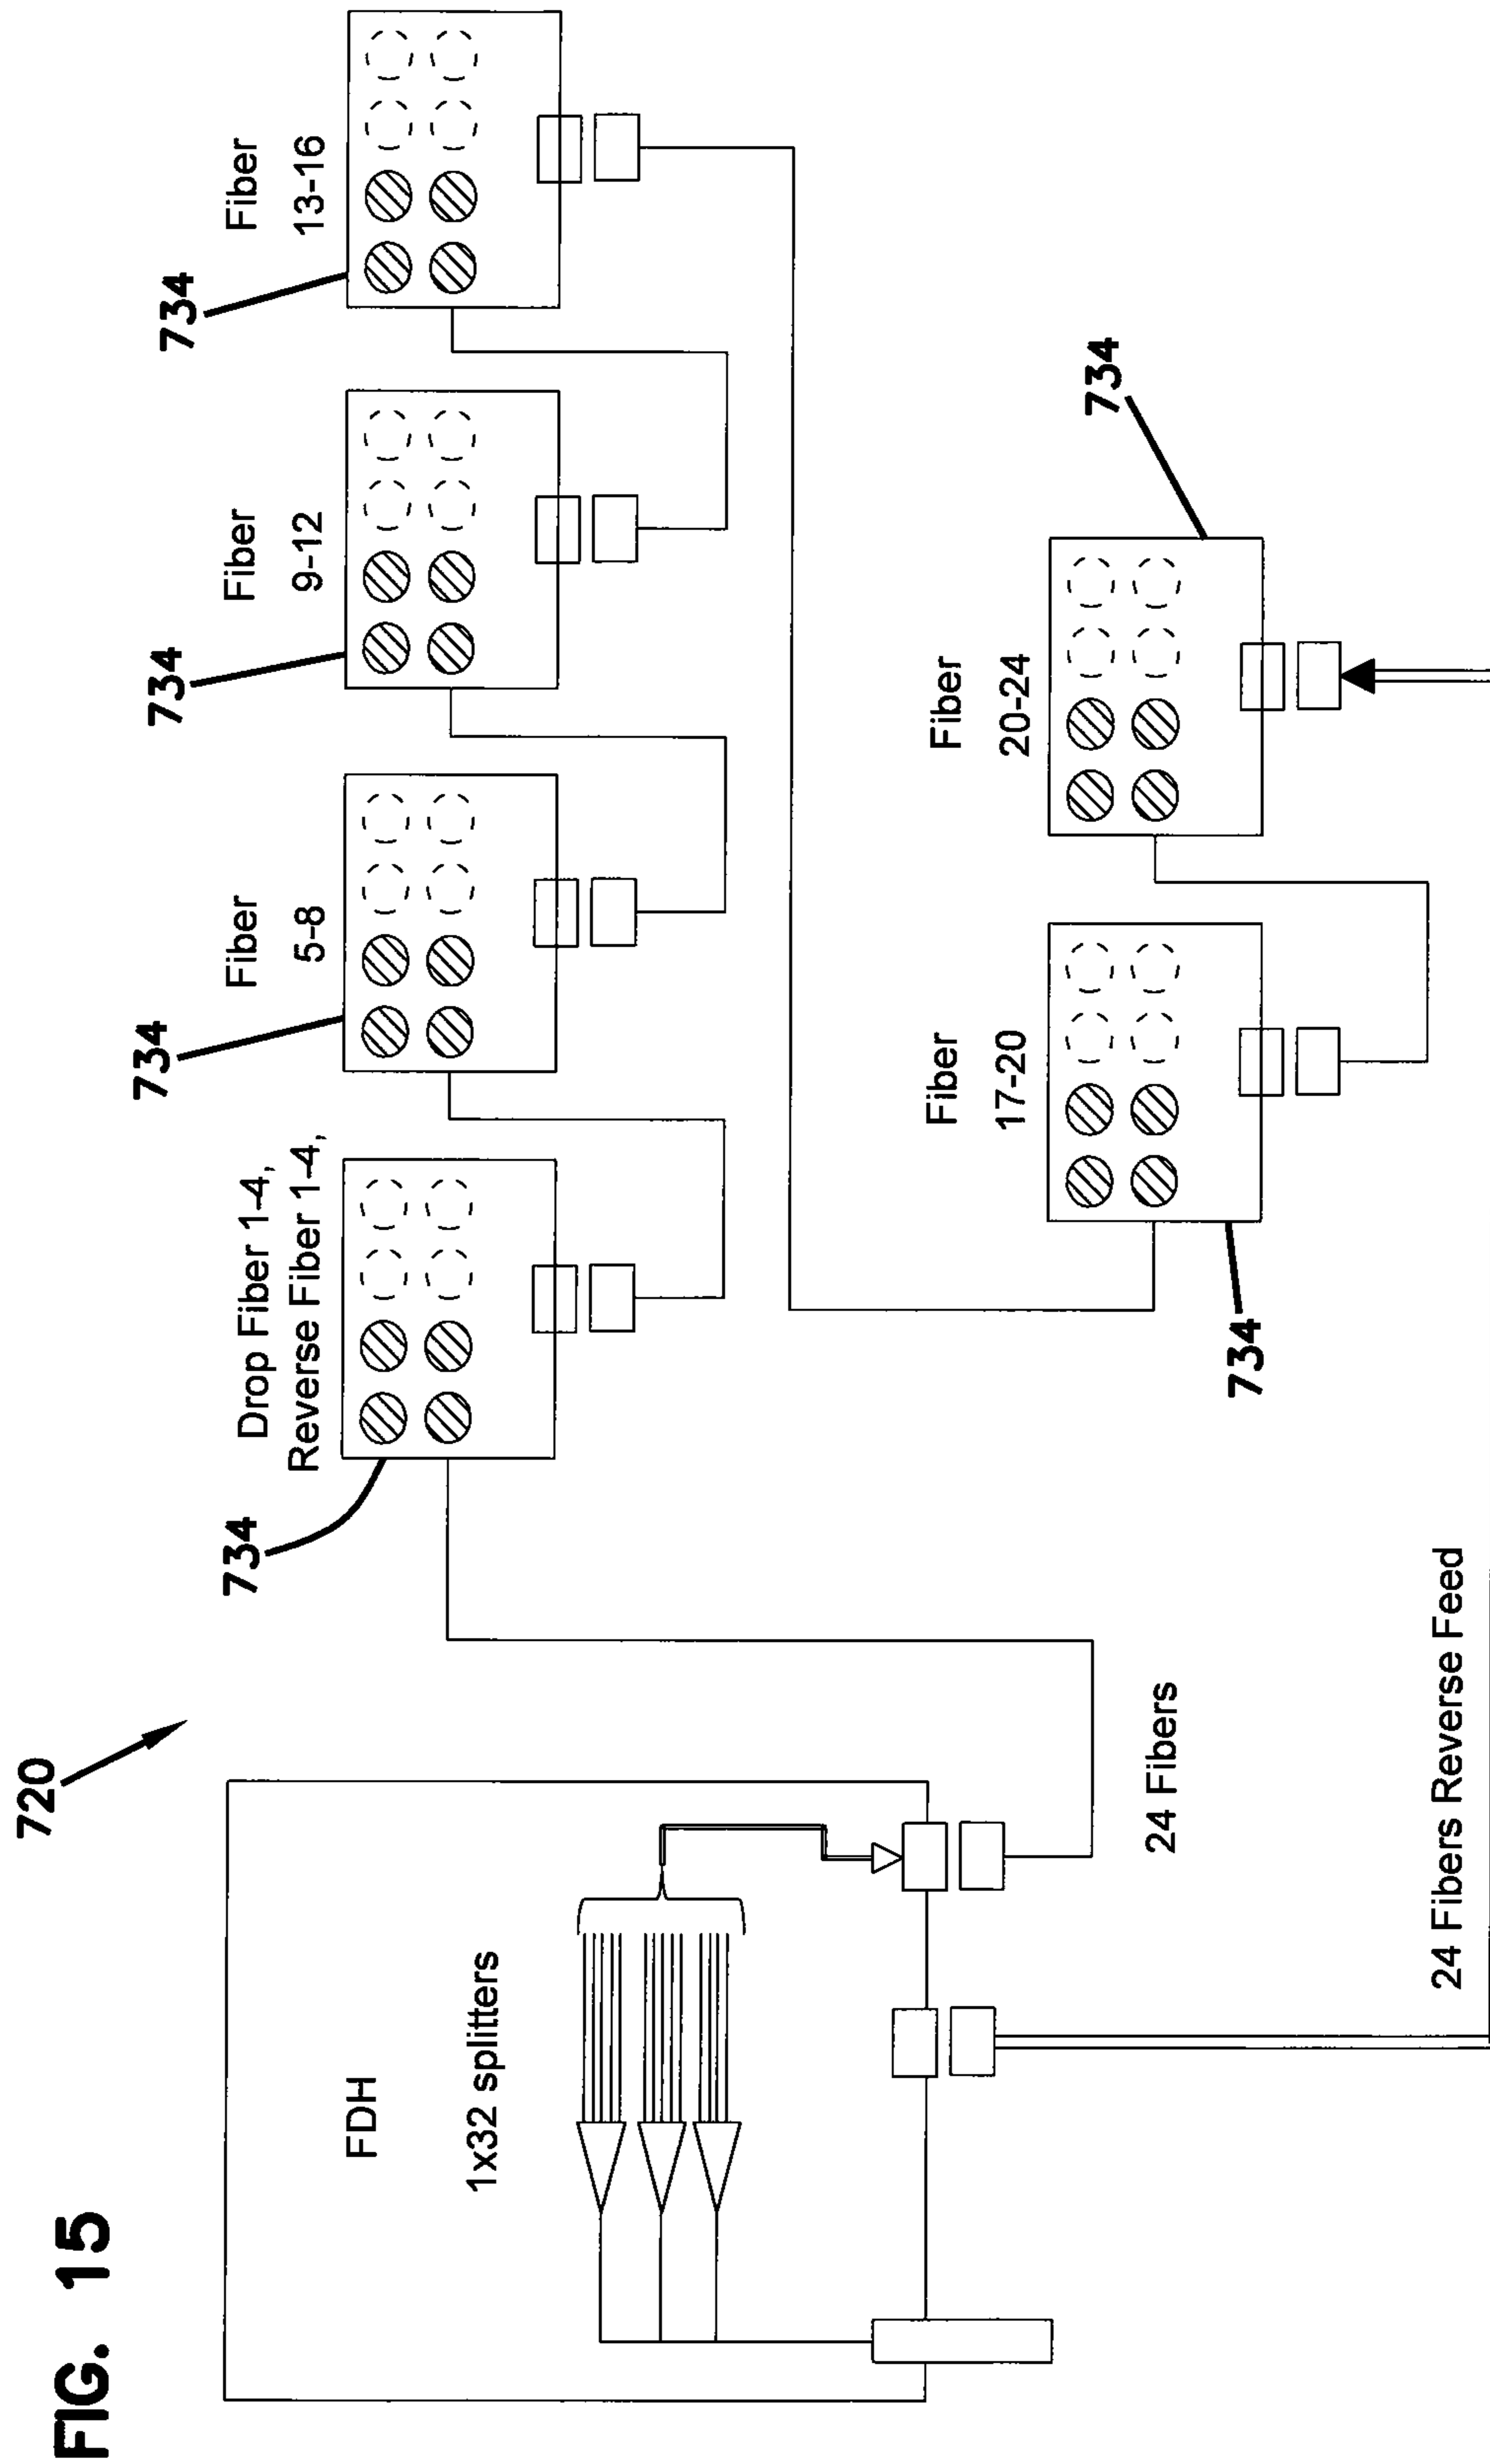 FIG. 15
720
FDH
1x32 splitters
24 Fibers
24 Fibers Reverse Feed
734
Drop Fiber 1-4,
Reverse Fiber 1-4,
734
Fiber
5-8
734
Fiber
9-12
734
Fiber
13-16
734
Fiber
17-20
734
Fiber
20-24